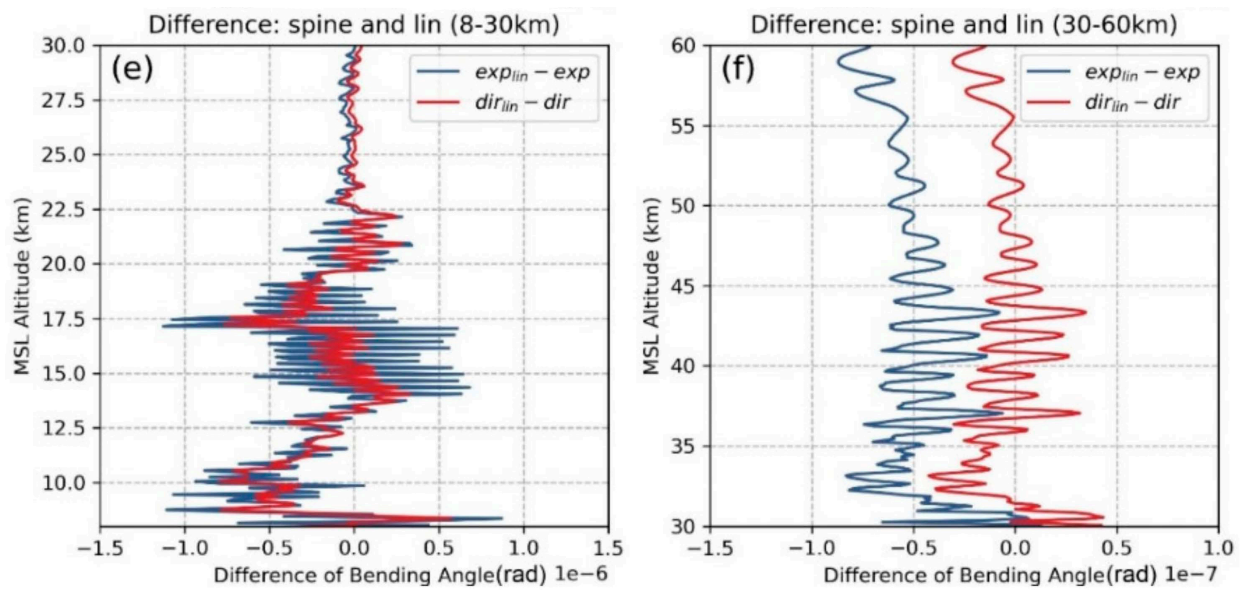 Difference: spine and lin (8-30km)
(e)
exp_lin − exp
dir_lin − dir
30.0
27.5
25.0
22.5
20.0
17.5
15.0
12.5
10.0
MSL Altitude (km)
−1.5 −1.0 −0.5 0.0 0.5 1.0 1.5
Difference of Bending Angle(rad) 1e−6
Difference: spine and lin (30-60km)
(f)
exp_lin − exp
dir_lin − dir
60
55
50
45
40
35
30
MSL Altitude (km)
−1.5 −1.0 −0.5 0.0 0.5 1.0
Difference of Bending Angle(rad) 1e−7